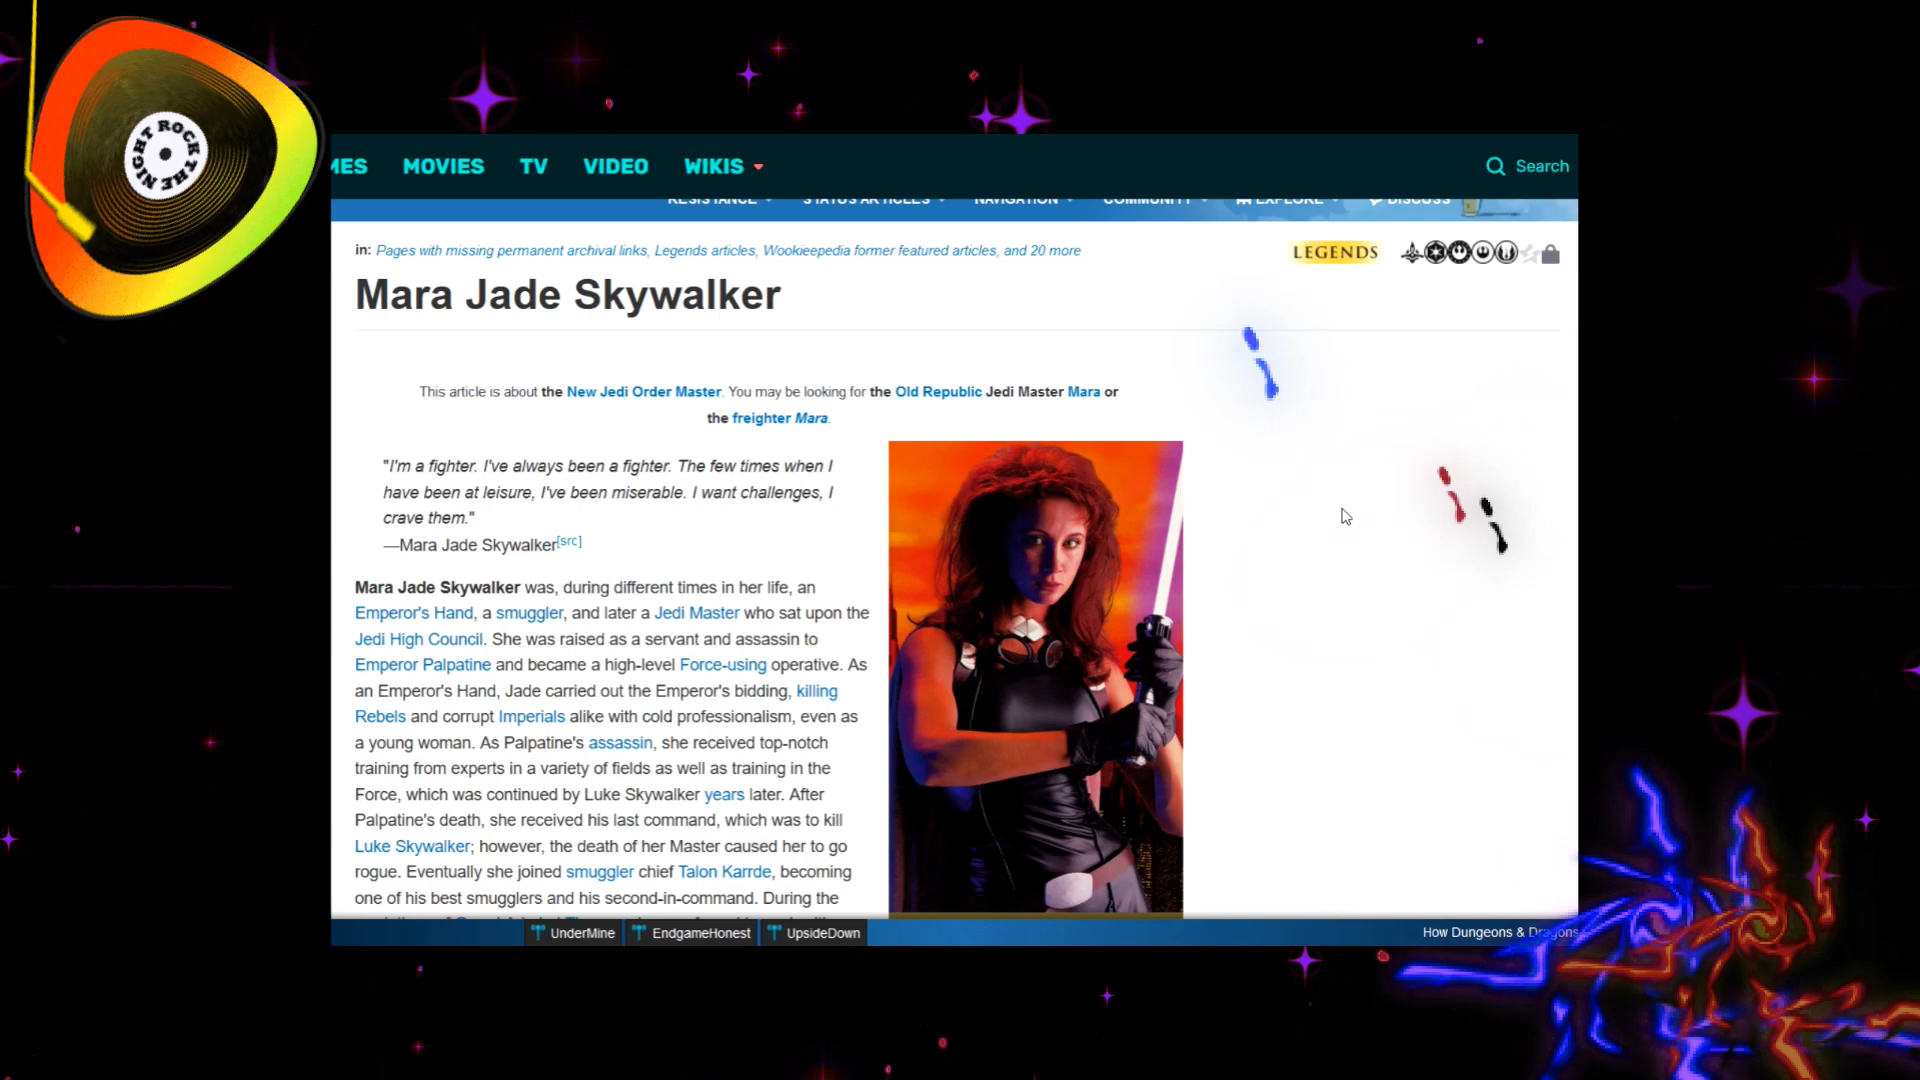 ROCK THE NIGHT
MES MOVIES TV VIDEO WIKIS Search
RESISTANCE STATUS ARTICLES NAVIGATION COMMUNITY EXPLORE DISCUSS
in: Pages with missing permanent archival links, Legends articles, Wookieepedia former featured articles, and 20 more
LEGENDS
Mara Jade Skywalker
This article is about the New Jedi Order Master. You may be looking for the Old Republic Jedi Master Mara or
the freighter Mara.
"I'm a fighter. I've always been a fighter. The few times when I
have been at leisure, I've been miserable. I want challenges, I
crave them."
—Mara Jade Skywalker[src]
Mara Jade Skywalker was, during different times in her life, an
Emperor's Hand, a smuggler, and later a Jedi Master who sat upon the
Jedi High Council. She was raised as a servant and assassin to
Emperor Palpatine and became a high-level Force-using operative. As
an Emperor's Hand, Jade carried out the Emperor's bidding, killing
Rebels and corrupt Imperials alike with cold professionalism, even as
a young woman. As Palpatine's assassin, she received top-notch
training from experts in a variety of fields as well as training in the
Force, which was continued by Luke Skywalker years later. After
Palpatine's death, she received his last command, which was to kill
Luke Skywalker; however, the death of her Master caused her to go
rogue. Eventually she joined smuggler chief Talon Karrde, becoming
one of his best smugglers and his second-in-command. During the
UnderMine EndgameHonest UpsideDown How Dungeons & Dragons